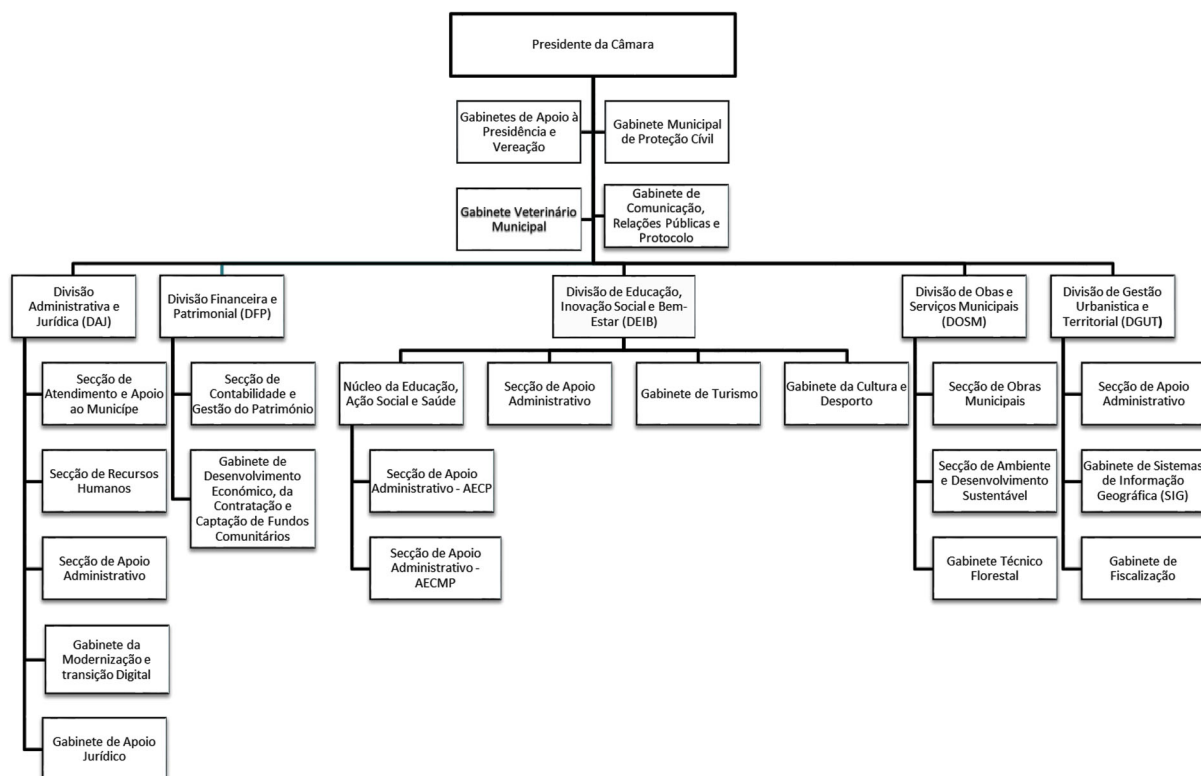 Presidente da Câmara
Gabinetes de Apoio à
Presidência e
Vereação
Gabinete Municipal
de Proteção Cívil
Gabinete Veterinário
Municipal
Gabinete de
Comunicação,
Relações Públicas e
Protocolo
Divisão
Administrativa e
Jurídica (DAJ)
Divisão Financeira e
Patrimonial (DFP)
Divisão de Educação,
Inovação Social e Bem-
Estar (DEIB)
Divisão de Obas e
Serviços Municipais (DOSM)
Divisão de Gestão
Urbanistica e
Territorial (DGUT)
Secção de
Atendimento e Apoio
ao Municípe
Secção de Recursos
Humanos
Secção de Apoio
Administrativo
Gabinete da
Modernização e
transição Digital
Gabinete de Apoio
Jurídico
Secção de
Contabilidade e
Gestão do Património
Gabinete de
Desenvolvimento
Económico, da
Contratação e
Captação de Fundos
Comunitários
Núcleo da Educação,
Ação Social e Saúde
Secção de Apoio
Administrativo
Gabinete de Turismo
Gabinete da Cultura e
Desporto
Secção de Apoio
Administrativo - AECP
Secção de Apoio
Administrativo -
AECMP
Secção de Obras
Municipais
Secção de Ambiente
e Desenvolvimento
Sustentável
Gabinete Técnico
Florestal
Secção de Apoio
Administrativo
Gabinete de Sistemas
de Informação
Geográfica (SIG)
Gabinete de
Fiscalização